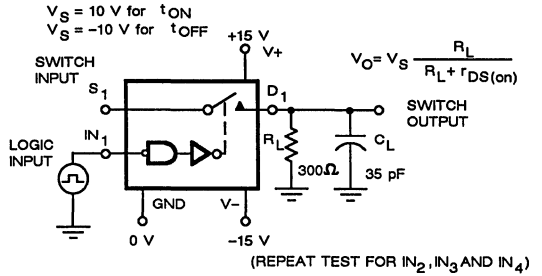 V_S = 10 V for t_ON
V_S = −10 V for t_OFF
+15 V
V+
V_O = V_S R_L / R_L + r_DS(on)
SWITCH INPUT
S_1
D_1
SWITCH OUTPUT
LOGIC INPUT
IN_1
R_L
300Ω
C_L
35 pF
GND
V−
0 V
−15 V
(REPEAT TEST FOR IN_2, IN_3 AND IN_4)